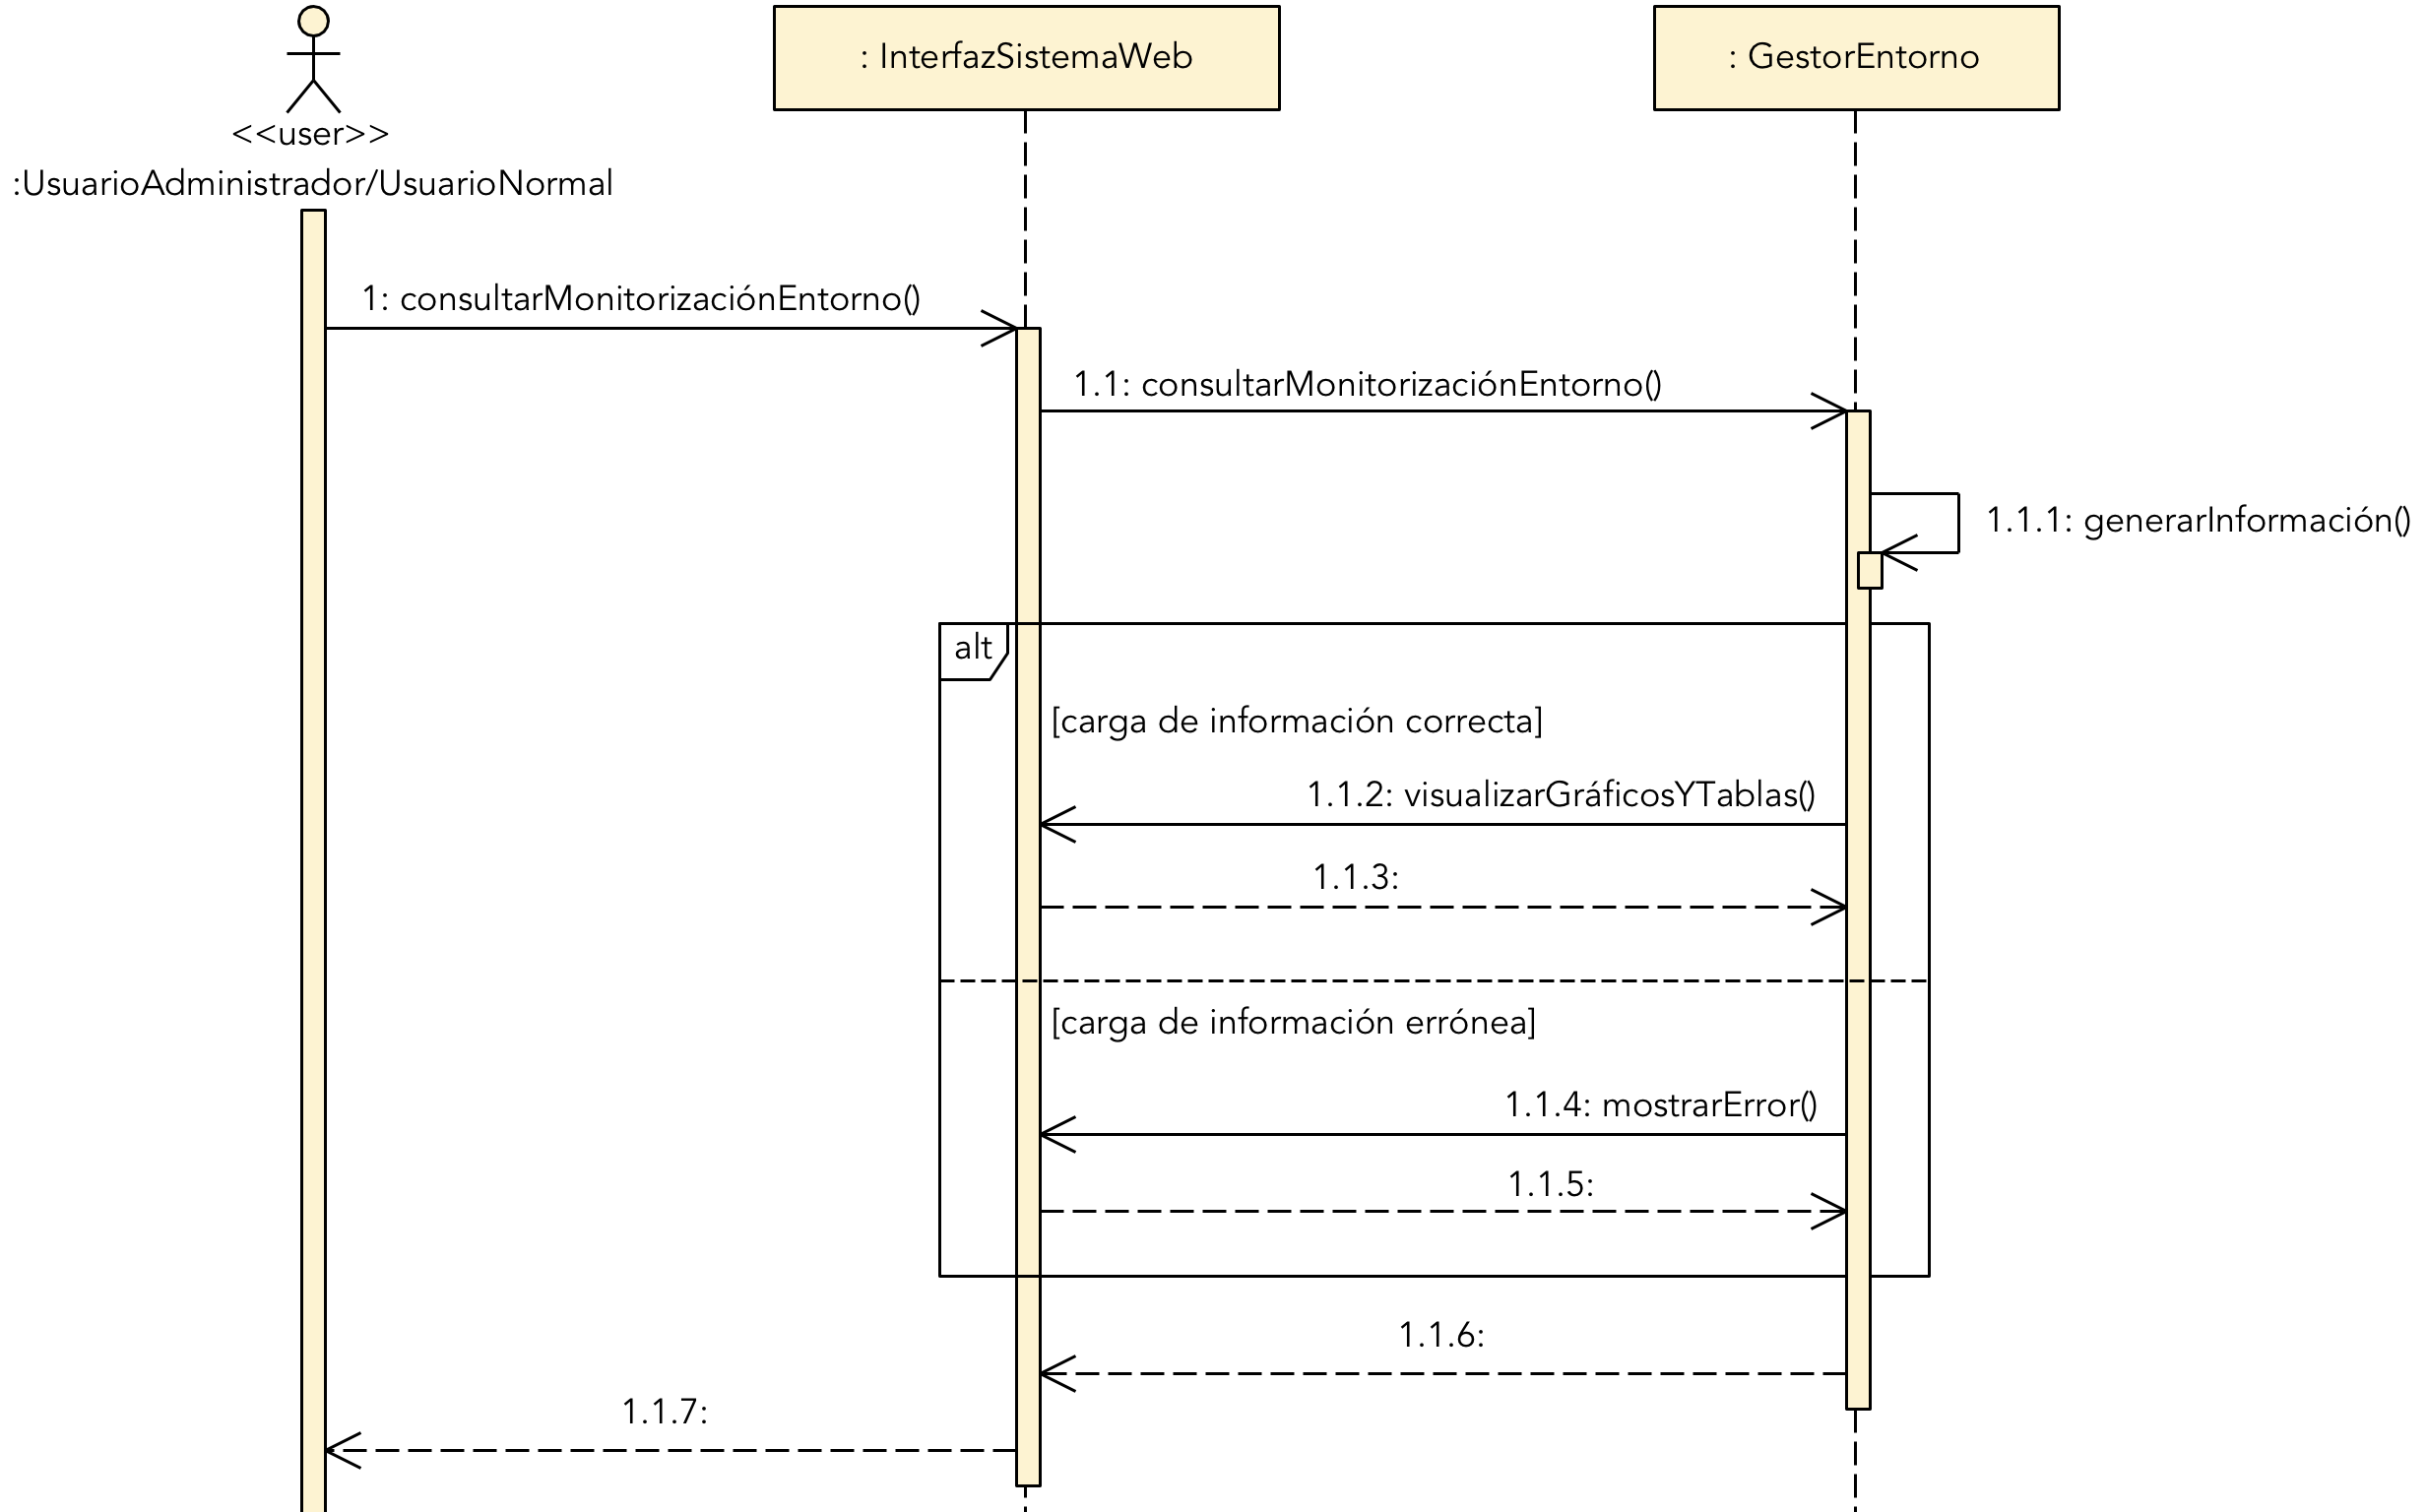 : InterfazSistemaWeb
: GestorEntorno
<<user>>
:UsuarioAdministrador/UsuarioNormal
1: consultarMonitorizaciónEntorno()
1.1: consultarMonitorizaciónEntorno()
1.1.1: generarInformación()
alt
[carga de información correcta]
1.1.2: visualizarGráficosYTablas()
1.1.3:
[carga de información errónea]
1.1.4: mostrarError()
1.1.5:
1.1.6:
1.1.7: